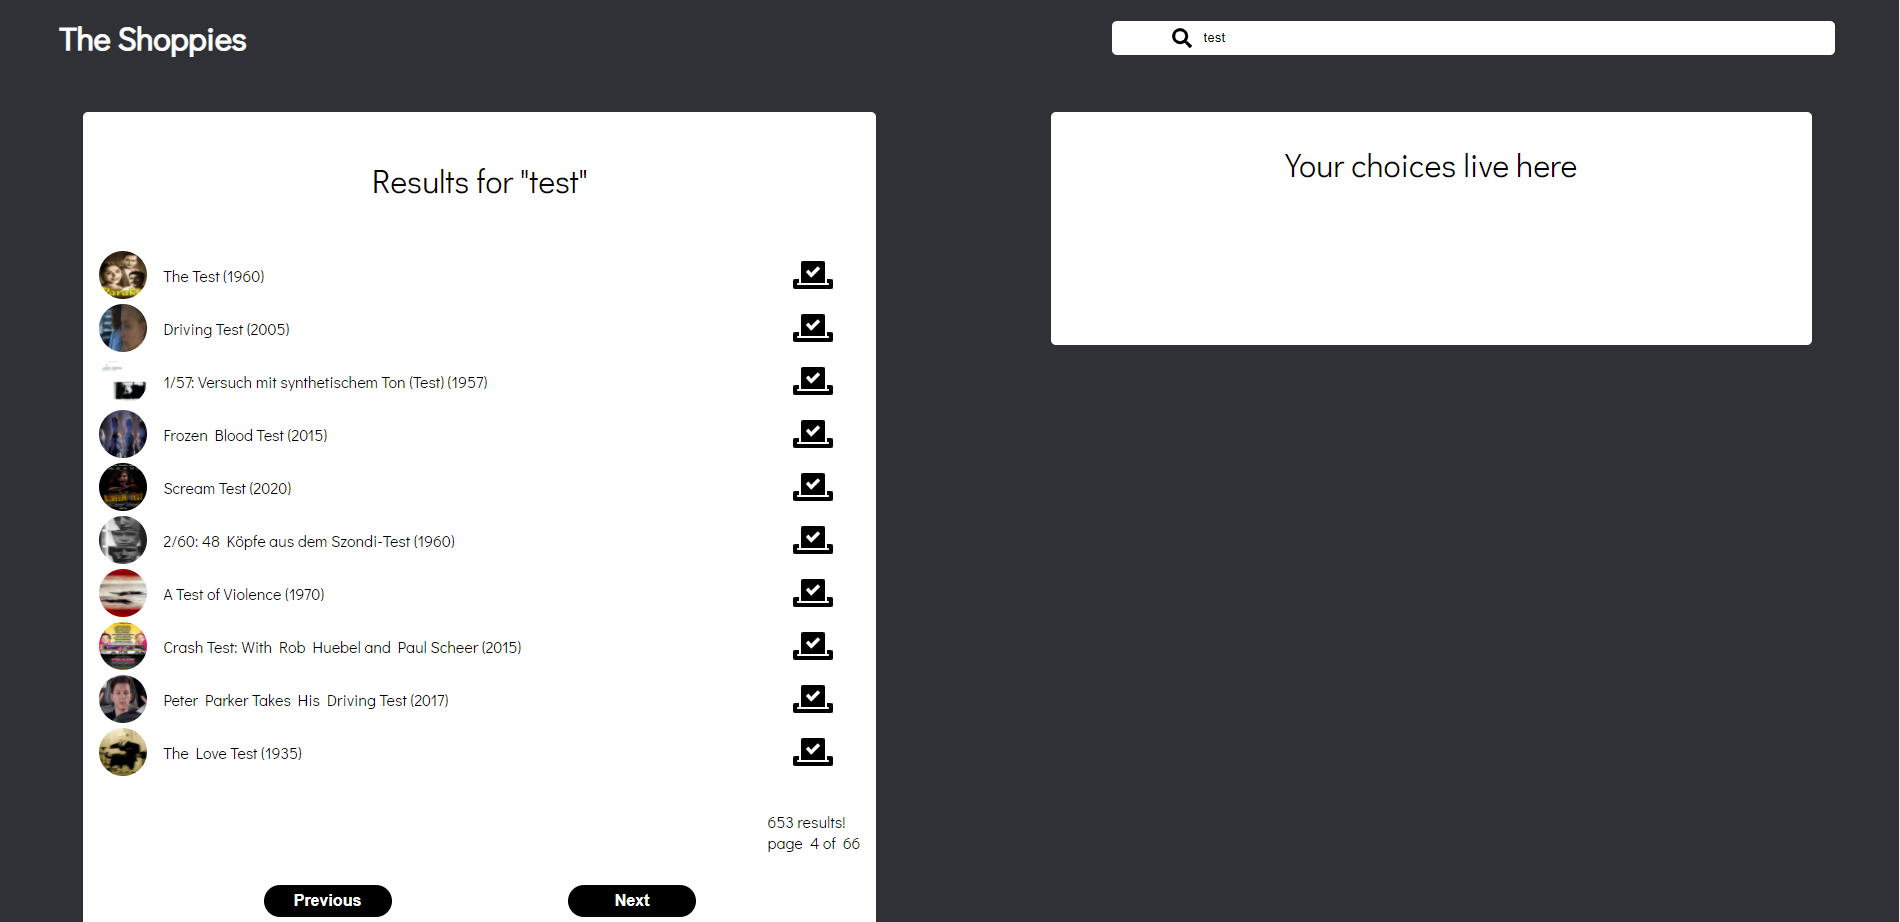 The Shoppies
test
Results for "test"
The Test (1960)
Driving Test (2005)
1/57: Versuch mit synthetischem Ton (Test) (1957)
Frozen Blood Test (2015)
Scream Test (2020)
2/60: 48 Köpfe aus dem Szondi-Test (1960)
A Test of Violence (1970)
Crash Test: With Rob Huebel and Paul Scheer (2015)
Peter Parker Takes His Driving Test (2017)
The Love Test (1935)
653 results!
page 4 of 66
Previous
Next
Your choices live here